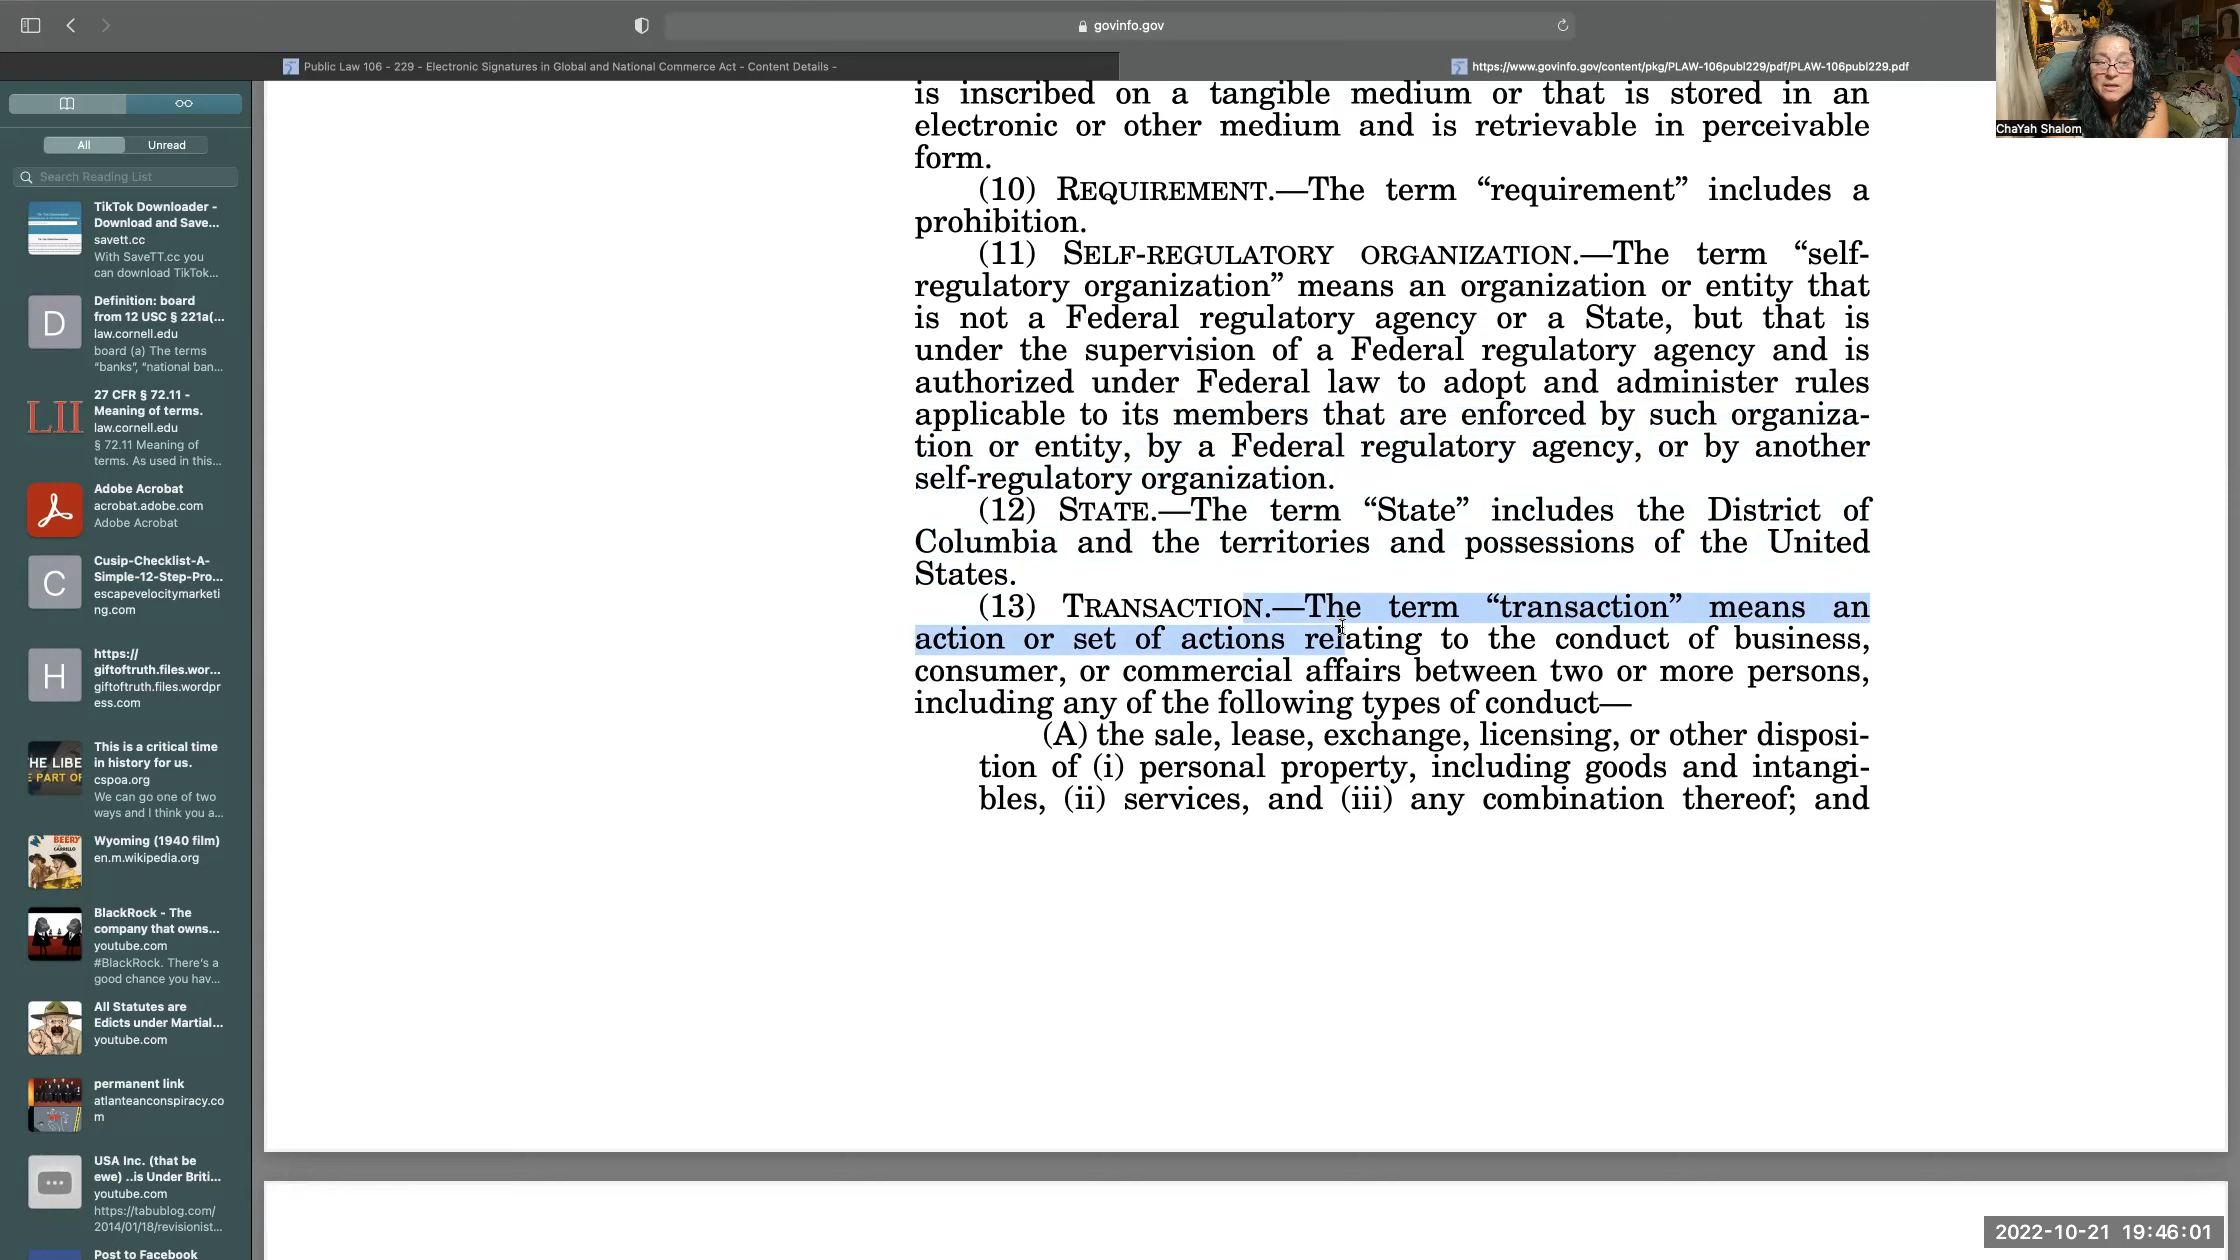 govinfo.gov
Public Law 106 - 229 - Electronic Signatures in Global and National Commerce Act - Content Details -
https://www.govinfo.gov/content/pkg/PLAW-106publ229/pdf/PLAW-106publ229.pdf
ChaYah Shalom
All
Unread
Search Reading List
TikTok Downloader -
Download and Save...
savett.cc
With SaveTT.cc you
can download TikTok...
D
Definition: board
from 12 USC § 221a(...
law.cornell.edu
board (a) The terms
“banks”, “national ban...
LII
27 CFR § 72.11 -
Meaning of terms.
law.cornell.edu
§ 72.11 Meaning of
terms. As used in this...
Adobe Acrobat
acrobat.adobe.com
Adobe Acrobat
C
Cusip-Checklist-A-
Simple-12-Step-Pro...
escapevelocitymarketi
ng.com
H
https://
giftoftruth.files.wor...
giftoftruth.files.wordpr
ess.com
HE LIBE
E PART OF
This is a critical time
in history for us.
cspoa.org
We can go one of two
ways and I think you a...
BEERY
Wyoming (1940 film)
en.m.wikipedia.org
BlackRock - The
company that owns...
youtube.com
#BlackRock. There's a
good chance you hav...
All Statutes are
Edicts under Martial...
youtube.com
permanent link
atlanteanconspiracy.co
m
USA Inc. (that be
ewe) ..is Under Briti...
youtube.com
https://tabublog.com/
2014/01/18/revisionist...
Post to Facebook
is inscribed on a tangible medium or that is stored in an
electronic or other medium and is retrievable in perceivable
form.
(10) REQUIREMENT.—The term “requirement” includes a
prohibition.
(11) SELF-REGULATORY ORGANIZATION.—The term “self-
regulatory organization” means an organization or entity that
is not a Federal regulatory agency or a State, but that is
under the supervision of a Federal regulatory agency and is
authorized under Federal law to adopt and administer rules
applicable to its members that are enforced by such organiza-
tion or entity, by a Federal regulatory agency, or by another
self-regulatory organization.
(12) STATE.—The term “State” includes the District of
Columbia and the territories and possessions of the United
States.
(13) TRANSACTION.—The term “transaction” means an
action or set of actions relating to the conduct of business,
consumer, or commercial affairs between two or more persons,
including any of the following types of conduct—
(A) the sale, lease, exchange, licensing, or other disposi-
tion of (i) personal property, including goods and intangi-
bles, (ii) services, and (iii) any combination thereof; and
2022-10-21 19:46:01